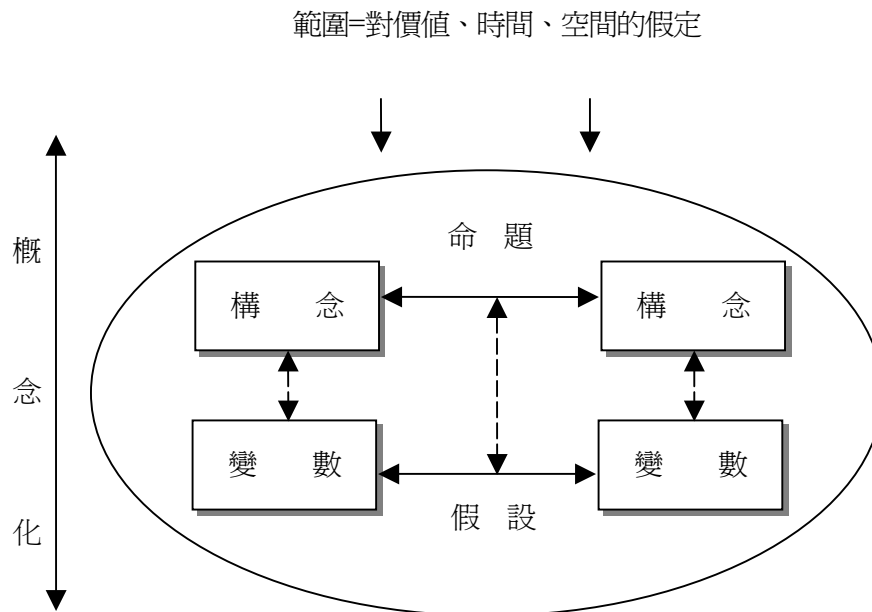 範圍=對價值、時間、空間的假定
概念化
命 題
構 念
構 念
變 數
變 數
假 設